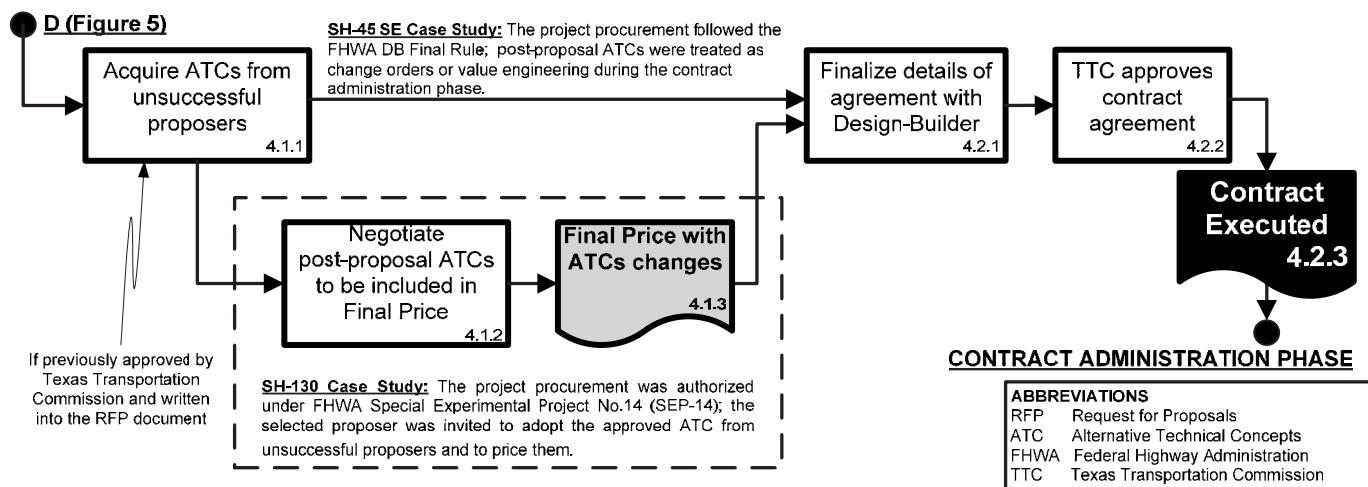 D (Figure 5)
SH-45 SE Case Study: The project procurement followed the
FHWA DB Final Rule; post-proposal ATCs were treated as
change orders or value engineering during the contract
administration phase.
Acquire ATCs from
unsuccessful
proposers
4.1.1
Finalize details of
agreement with
Design-Builder
4.2.1
TTC approves
contract
agreement
4.2.2
Contract
Executed
4.2.3
Negotiate
post-proposal ATCs
to be included in
Final Price
4.1.2
Final Price with
ATCs changes
4.1.3
If previously approved by
Texas Transportation
Commission and written
into the RFP document
SH-130 Case Study: The project procurement was authorized
under FHWA Special Experimental Project No.14 (SEP-14); the
selected proposer was invited to adopt the approved ATC from
unsuccessful proposers and to price them.
CONTRACT ADMINISTRATION PHASE
ABBREVIATIONS
RFP Request for Proposals
ATC Alternative Technical Concepts
FHWA Federal Highway Administration
TTC Texas Transportation Commission